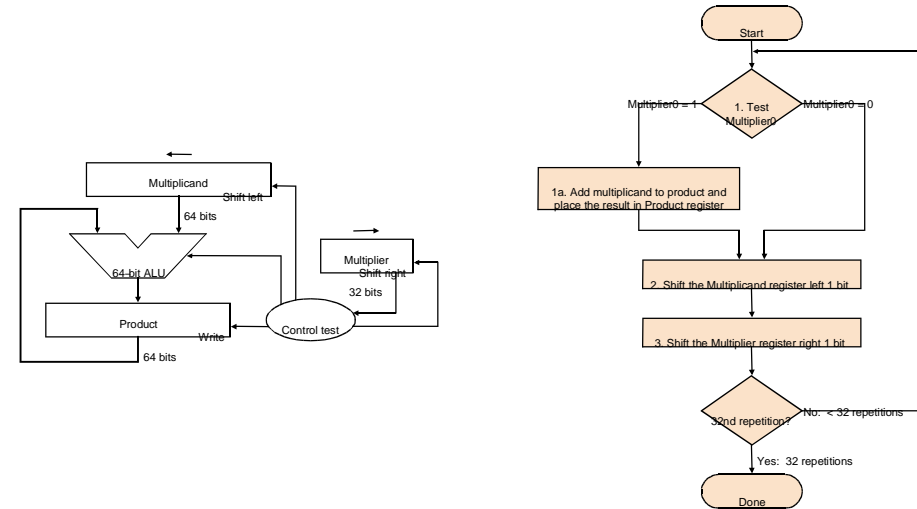 Multiplicand
Shift left
64 bits
64-bit ALU
Multiplier
Shift right
32 bits
Product
Write
Control test
64 bits
Start
Multiplier0 = 1
1. Test
Multiplier0
Multiplier0 = 0
1a. Add multiplicand to product and
place the result in Product register
2. Shift the Multiplicand register left 1 bit
3. Shift the Multiplier register right 1 bit
32nd repetition?
No: < 32 repetitions
Yes: 32 repetitions
Done